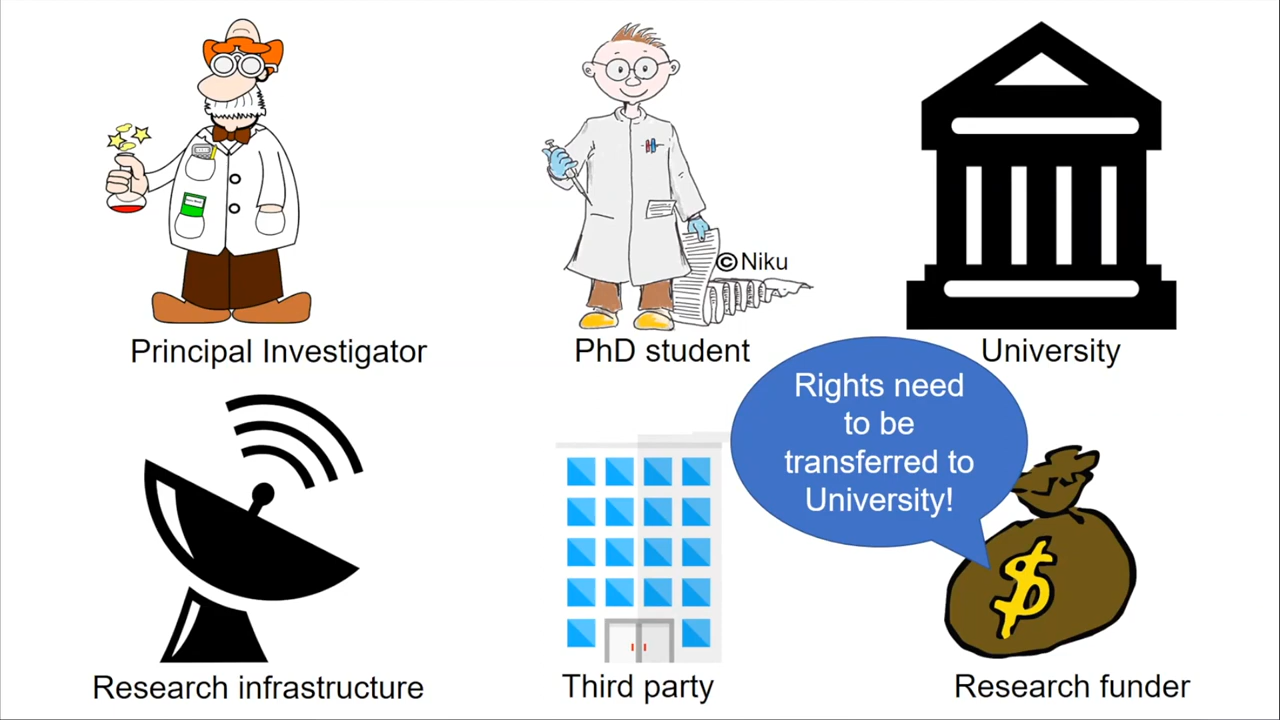 ©Niku
Principal Investigator
PhD student
University
Rights need
to be
transferred to
University!
$
Research infrastructure
Third party
Research funder